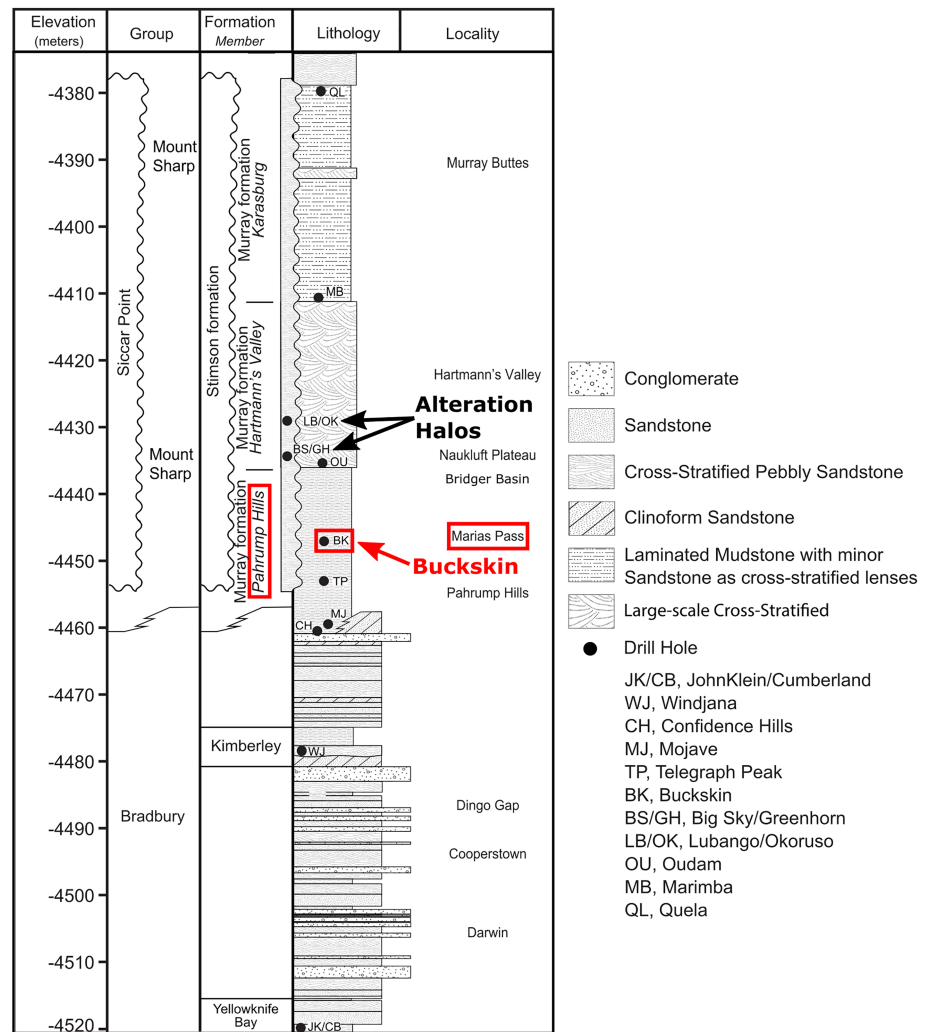 Elevation
(meters)
Group
Formation
Member
Lithology
Locality
-4380
-4390
-4400
-4410
-4420
-4430
-4440
-4450
-4460
-4470
-4480
-4490
-4500
-4510
-4520
Siccar Point
Mount
Sharp
Mount
Sharp
Bradbury
Stimson formation
Murray formation
Karasburg
Murray formation
Hartmann's Valley
Murray formation
Pahrump Hills
Kimberley
Yellowknife
Bay
QL
MB
LB/OK
BS/GH
OU
BK
TP
MJ
CH
WJ
JK/CB
Murray Buttes
Hartmann's Valley
Alteration
Halos
Naukluft Plateau
Bridger Basin
Marias Pass
Buckskin
Pahrump Hills
Dingo Gap
Cooperstown
Darwin
Conglomerate
Sandstone
Cross-Stratified Pebbly Sandstone
Clinoform Sandstone
Laminated Mudstone with minor
Sandstone as cross-stratified lenses
Large-scale Cross-Stratified
Drill Hole
JK/CB, JohnKlein/Cumberland
WJ, Windjana
CH, Confidence Hills
MJ, Mojave
TP, Telegraph Peak
BK, Buckskin
BS/GH, Big Sky/Greenhorn
LB/OK, Lubango/Okoruso
OU, Oudam
MB, Marimba
QL, Quela